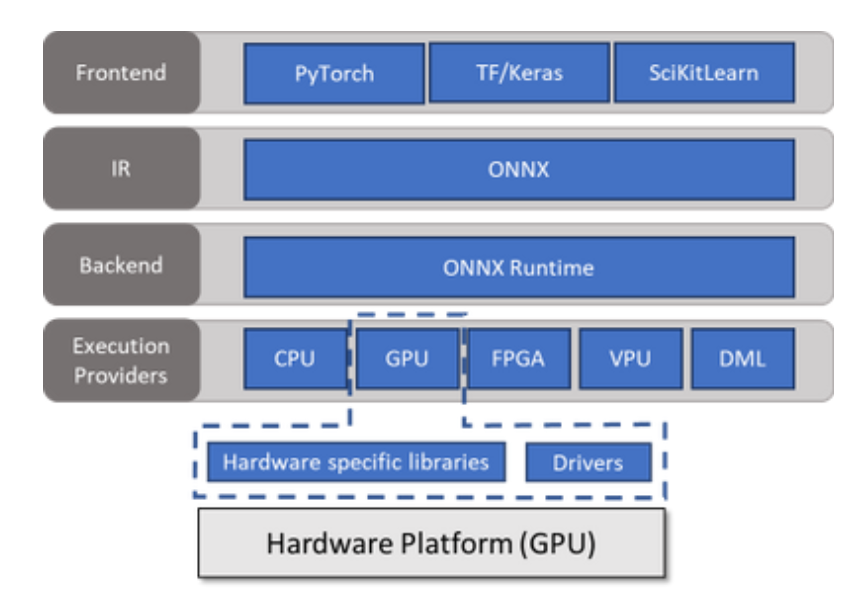 Frontend
PyTorch
TF/Keras
SciKitLearn
IR
ONNX
Backend
ONNX Runtime
Execution
Providers
CPU
GPU
FPGA
VPU
DML
Hardware specific libraries
Drivers
Hardware Platform (GPU)